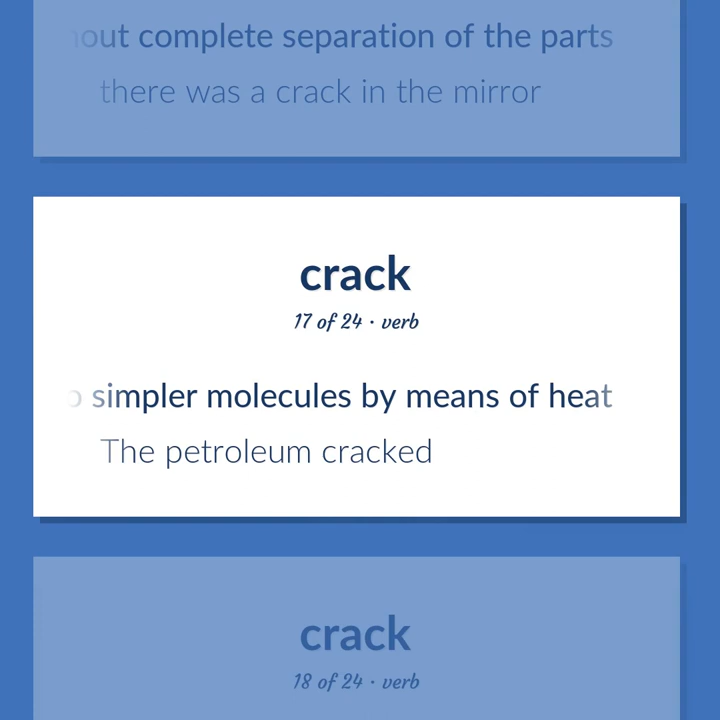 out complete separation of the parts
there was a crack in the mirror
crack
17 of 24 · verb
simpler molecules by means of heat
The petroleum cracked
crack
18 of 24 · verb